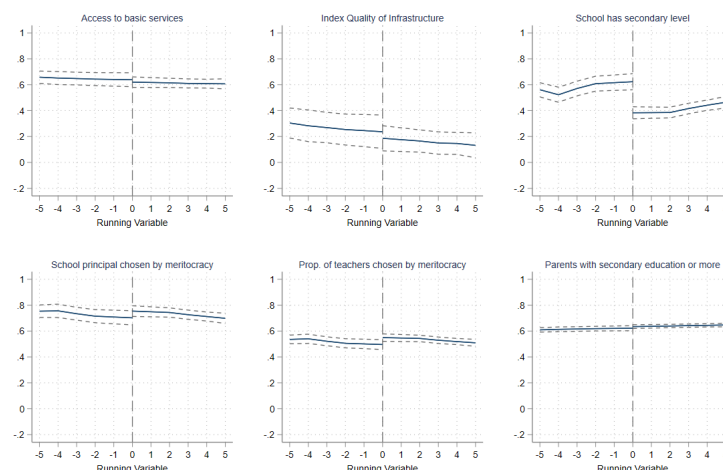 Access to basic services
1
.8
.6
.4
.2
0
-.2
-5 -4 -3 -2 -1 0 1 2 3 4 5
Running Variable
Index Quality of Infrastructure
1
.8
.6
.4
.2
0
-.2
-5 -4 -3 -2 -1 0 1 2 3 4 5
Running Variable
School has secondary level
1
.8
.6
.4
.2
0
-.2
-5 -4 -3 -2 -1 0 1 2 3 4
Running Variable
School principal chosen by meritocracy
1
.8
.6
.4
.2
0
-.2
-5 -4 -3 -2 -1 0 1 2 3 4 5
Running Variable
Prop. of teachers chosen by meritocracy
1
.8
.6
.4
.2
0
-.2
-5 -4 -3 -2 -1 0 1 2 3 4 5
Running Variable
Parents with secondary education or more
1
.8
.6
.4
.2
0
-.2
-5 -4 -3 -2 -1 0 1 2 3 4
Running Variable